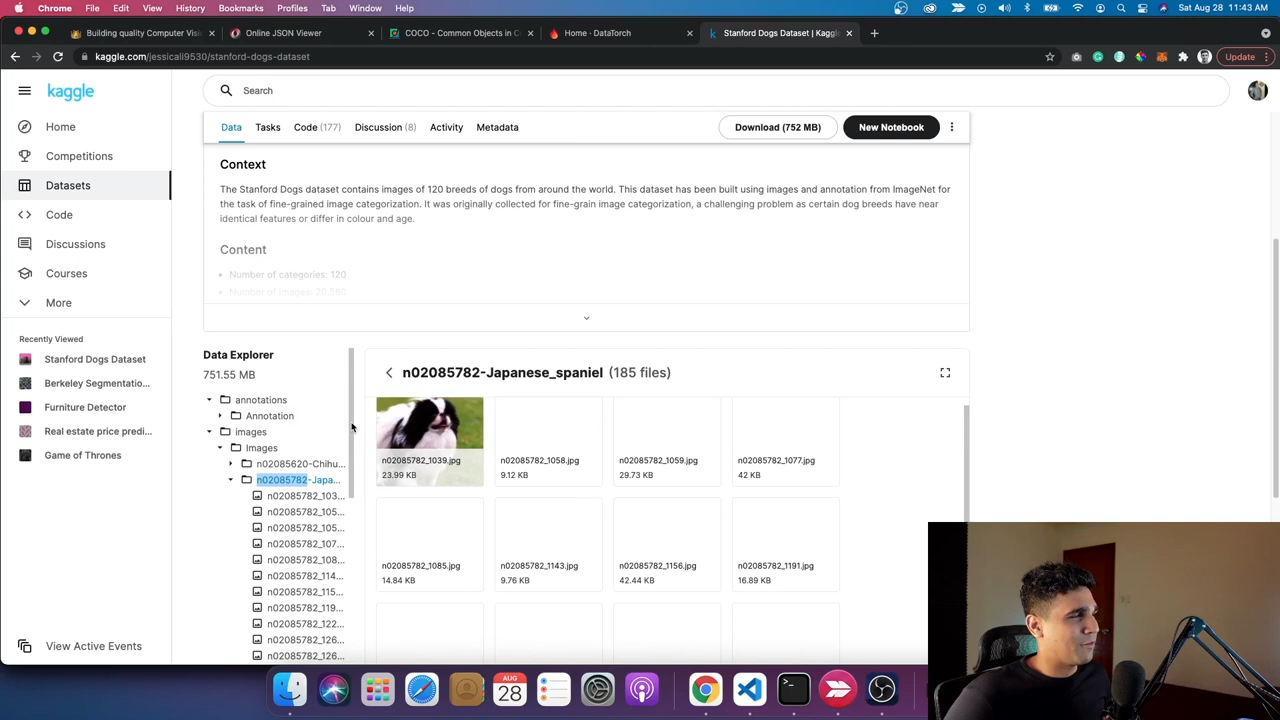 Chrome File Edit View History Bookmarks Profiles Tab Window Help
Sat Aug 28 11:43 AM
Building quality Computer Visi
Online JSON Viewer
COCO - Common Objects in C
Home · DataTorch
Stanford Dogs Dataset | Kaggle
kaggle.com/jessicali9530/stanford-dogs-dataset
Update
kaggle
Search
Home
Competitions
Datasets
Code
Discussions
Courses
More
Recently Viewed
Stanford Dogs Dataset
Berkeley Segmentatio...
Furniture Detector
Real estate price predi...
Game of Thrones
View Active Events
Data Tasks Code (177) Discussion (8) Activity Metadata
Download (752 MB)
New Notebook
Context
The Stanford Dogs dataset contains images of 120 breeds of dogs from around the world. This dataset has been built using images and annotation from ImageNet for
the task of fine-grained image categorization. It was originally collected for fine-grain image categorization, a challenging problem as certain dog breeds have near
identical features or differ in colour and age.
Content
Number of categories: 120
Number of images: 20,580
Data Explorer
751.55 MB
annotations
Annotation
images
Images
n02085620-Chihu...
n02085782-Japa...
n02085782_103...
n02085782_105...
n02085782_105...
n02085782_107...
n02085782_108...
n02085782_114...
n02085782_115...
n02085782_119...
n02085782_122...
n02085782_126...
n02085782_126...
n02085782-Japanese_spaniel (185 files)
n02085782_1039.jpg
23.99 KB
n02085782_1058.jpg
9.12 KB
n02085782_1059.jpg
29.73 KB
n02085782_1077.jpg
42 KB
n02085782_1085.jpg
14.84 KB
n02085782_1143.jpg
9.76 KB
n02085782_1156.jpg
42.44 KB
n02085782_1191.jpg
16.89 KB
AUG
28